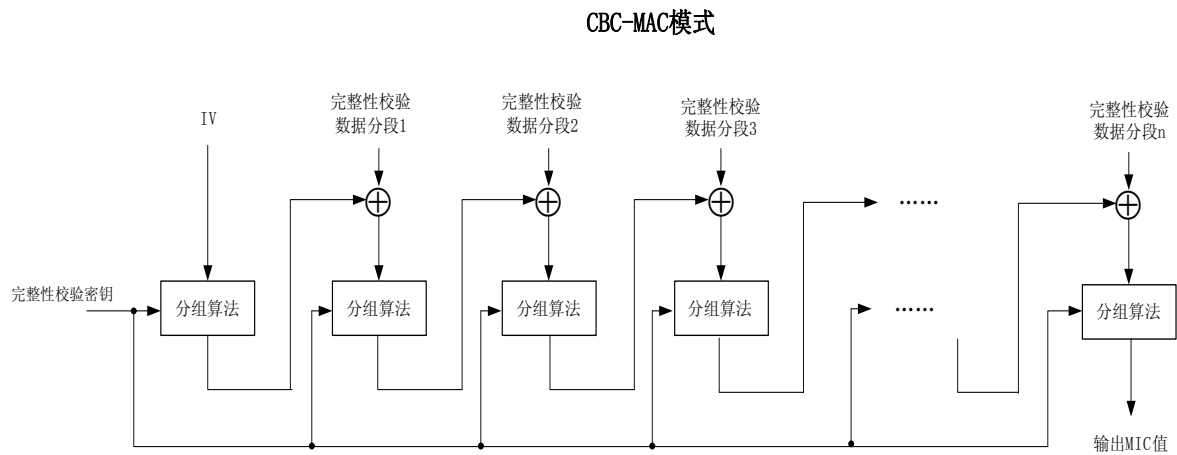 CBC-MAC模式
IV
完整性校验
数据分段1
完整性校验
数据分段2
完整性校验
数据分段3
完整性校验
数据分段n
……
完整性校验密钥
分组算法
分组算法
分组算法
分组算法
……
分组算法
输出MIC值